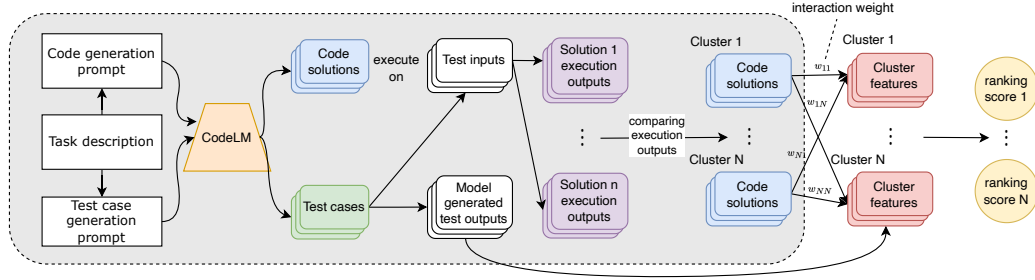 interaction weight
Code generation
prompt
Task description
Test case
generation
prompt
CodeLM
Code
solutions
execute
on
Test cases
Test inputs
Model
generated
test outputs
Solution 1
execution
outputs
Solution n
execution
outputs
comparing
execution
outputs
Cluster 1
Code
solutions
Cluster N
Code
solutions
w11
w1N
wN
wNN
Cluster 1
Cluster
features
Cluster N
Cluster
features
ranking
score 1
ranking
score N